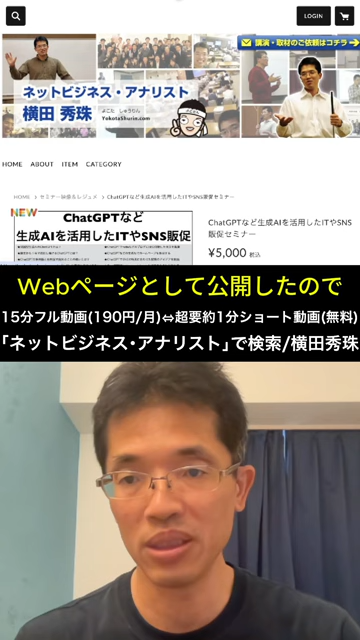 LOGIN
講演・取材のご依頼はコチラ
ネットビジネス・アナリスト
横田 秀珠
よこた しゅうりん
YokotaShurin.com
HOME ABOUT ITEM CATEGORY
HOME > セミナー映像&レジュメ > ChatGPTなど生成AIを活用したITやSNS販促セミナー
NEW
ChatGPTなど
生成AIを活用したITやSNS販促
ChatGPTなど生成AIを活用したITやSNS
販促セミナー
¥5,000 税込
Webページとして公開したので
15分フル動画(190円/月)⇔超要約1分ショート動画(無料)
「ネットビジネス・アナリスト」で検索/横田秀珠